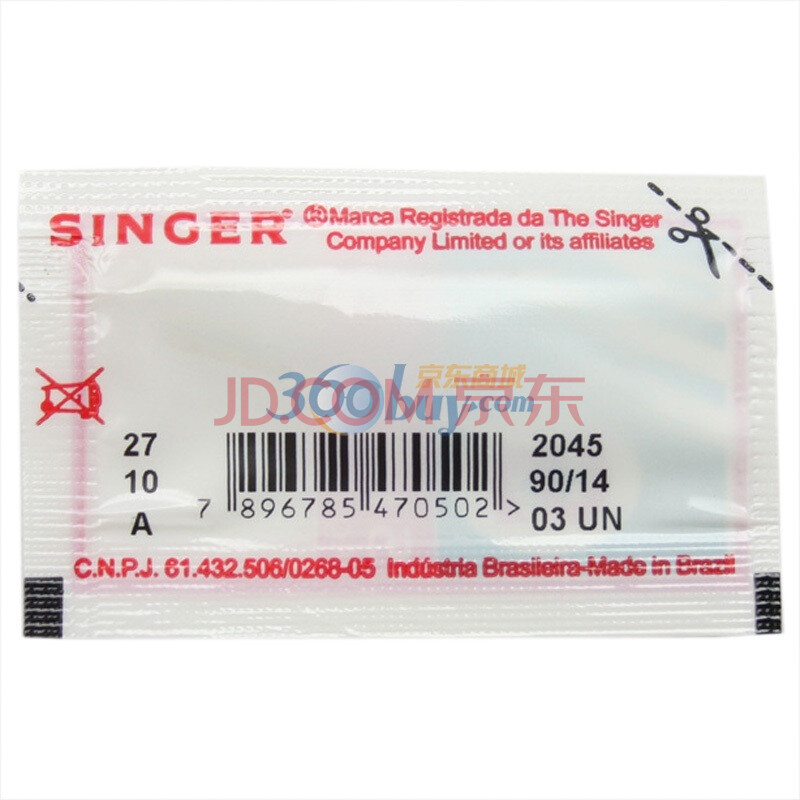 SINGER® ®Marca Registrada da The Singer
Company Limited or its affiliates
京东商城
360buy.com
JD.COM 京东
27
10
A
7 896785 470502 >
2045
90/14
03 UN
C.N.P.J. 61.432.506/0268-05 Indústria Brasileira-Made in Brazil